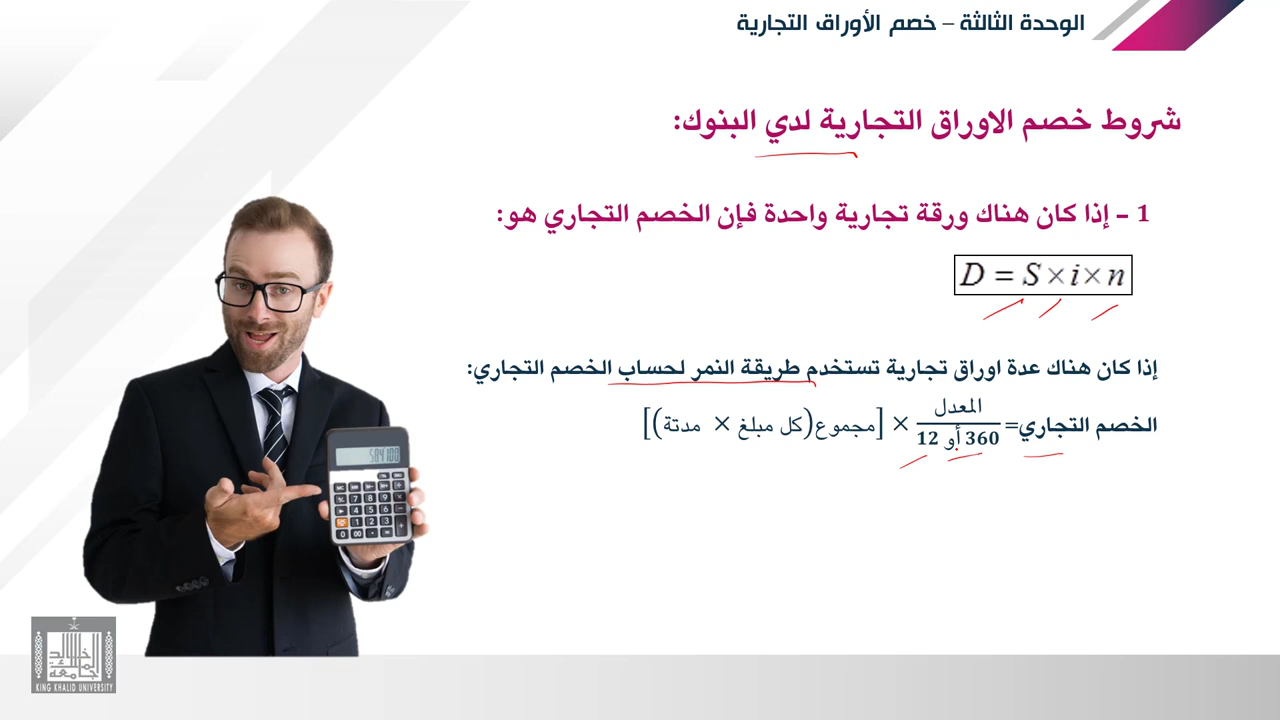 الوحدة الثالثة – خصم الأوراق التجارية
شروط خصم الاوراق التجارية لدي البنوك:
1 – إذا كان هناك ورقة تجارية واحدة فإن الخصم التجاري هو:
D = S × i × n
إذا كان هناك عدة اوراق تجارية تستخدم طريقة النمر لحساب الخصم التجاري:
الخصم التجاري= المعدل / 360 أو 12 × [مجموع(كل مبلغ × مدتة)]
584100
KING KHALID UNIVERSITY